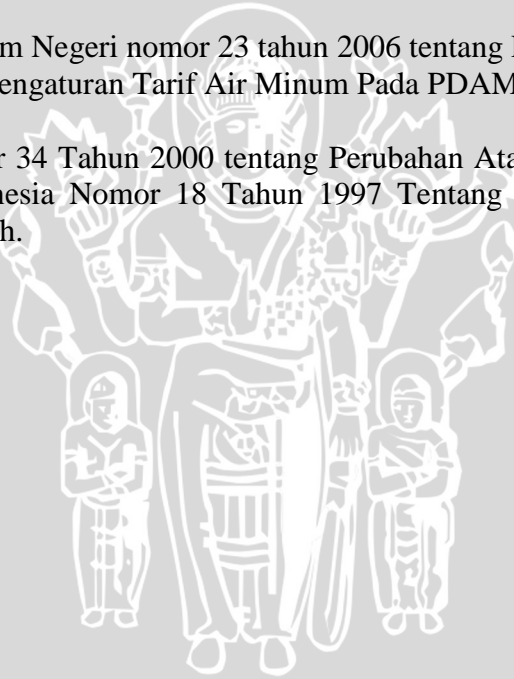 m Negeri nomor 23 tahun 2006 tentang
engaturan Tarif Air Minum Pada PDAM
34 Tahun 2000 tentang Perubahan Ata
nesia Nomor 18 Tahun 1997 Tentang
h.